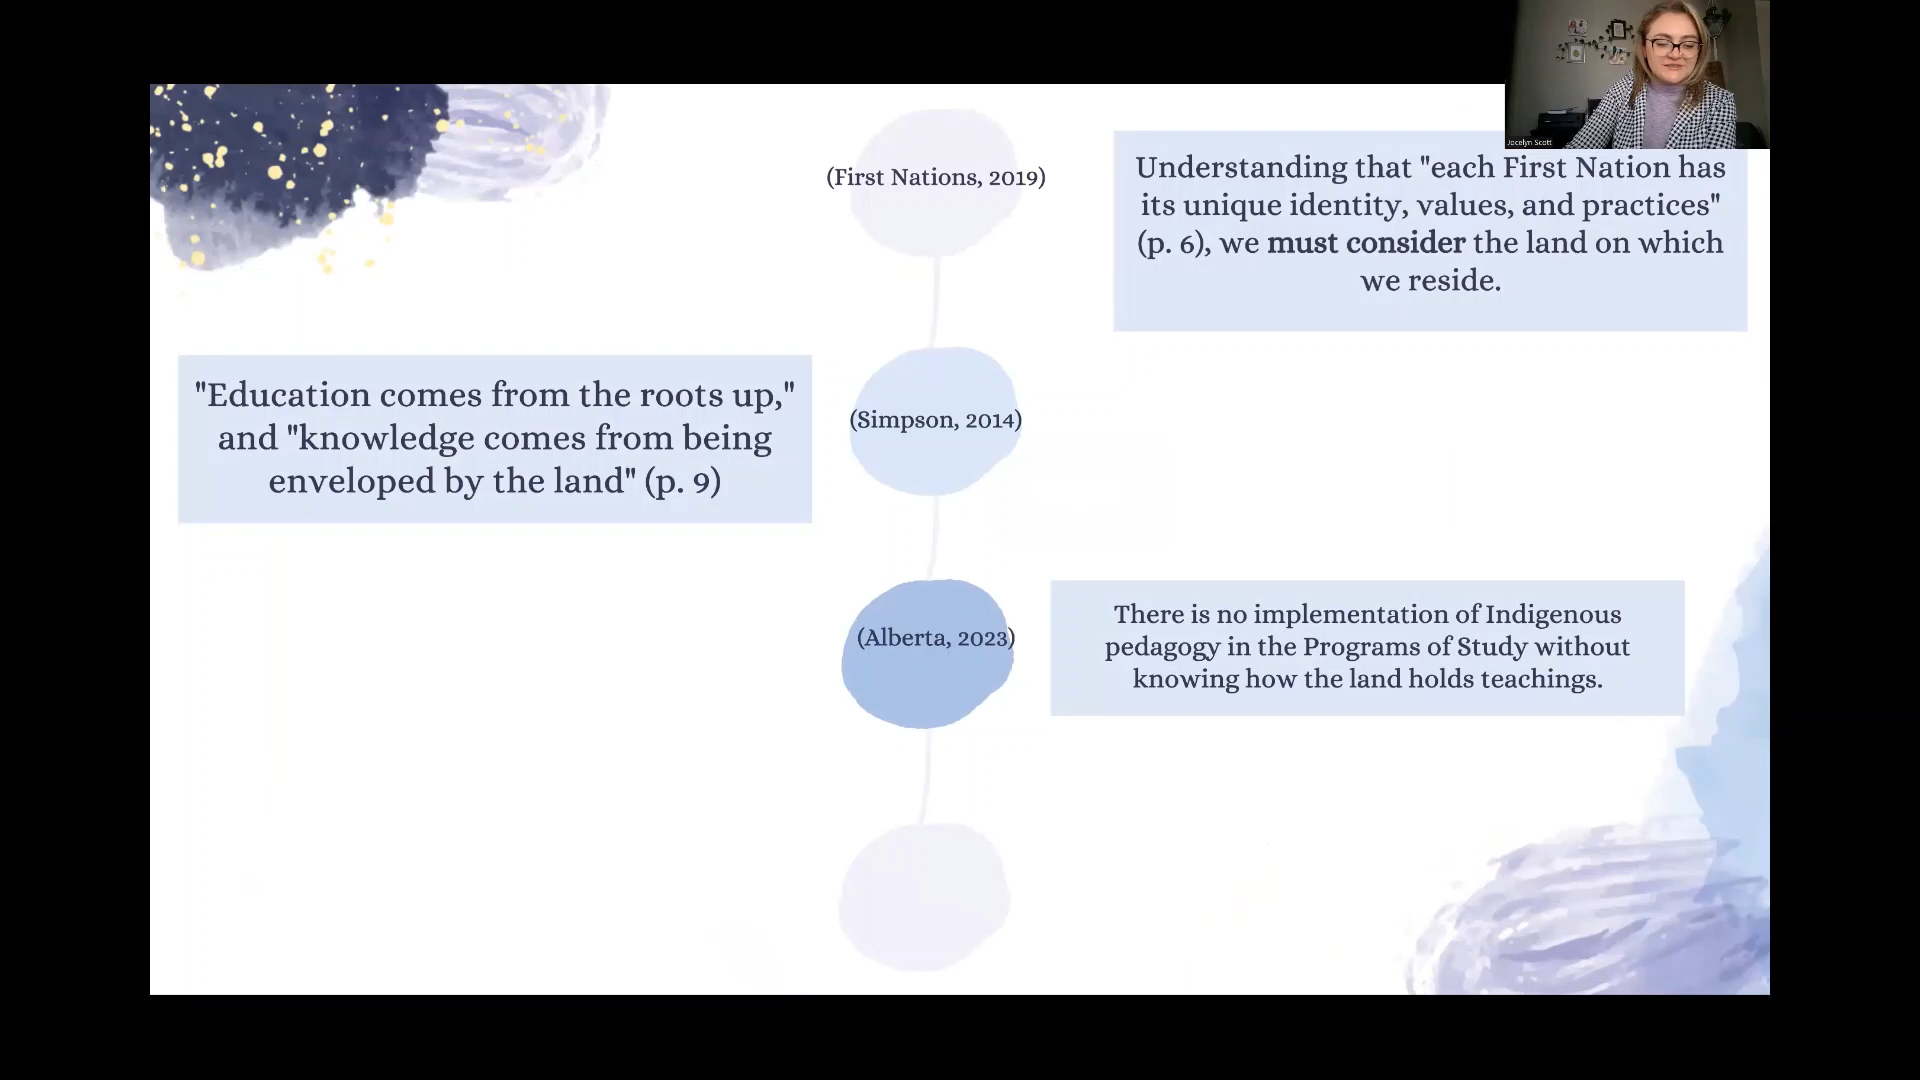 Jocelyn Scott
(First Nations, 2019)
Understanding that "each First Nation has
its unique identity, values, and practices"
(p. 6), we must consider the land on which
we reside.
"Education comes from the roots up,"
and "knowledge comes from being
enveloped by the land" (p. 9)
(Simpson, 2014)
(Alberta, 2023)
There is no implementation of Indigenous
pedagogy in the Programs of Study without
knowing how the land holds teachings.